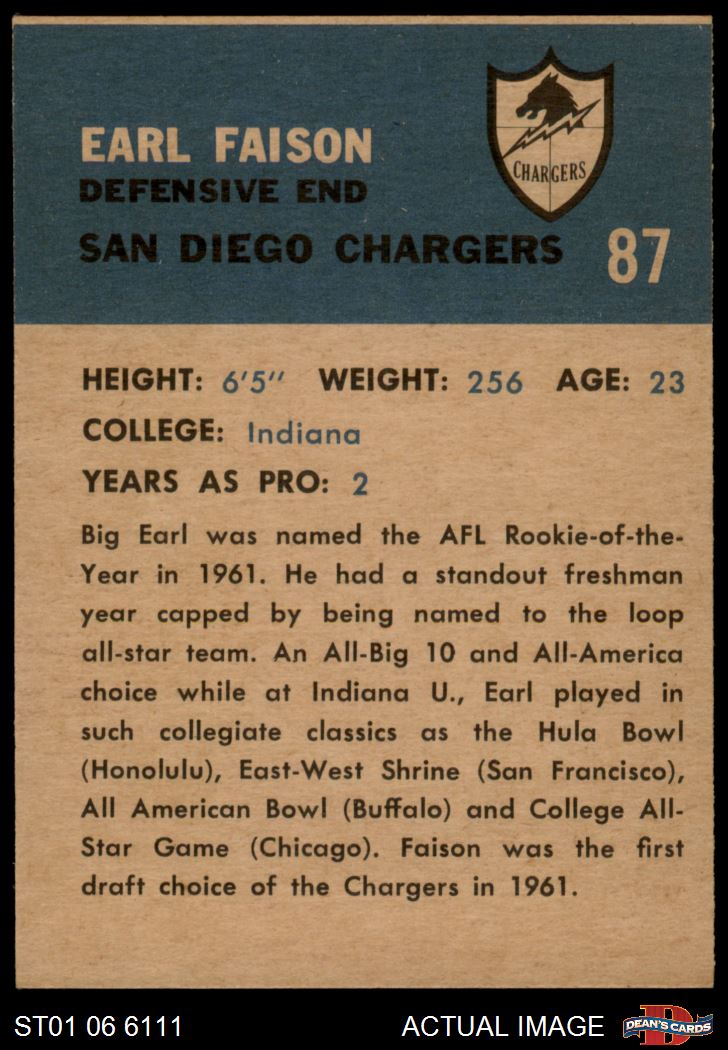 EARL FAISON
DEFENSIVE END
SAN DIEGO CHARGERS
CHARGERS
87
HEIGHT: 6'5" WEIGHT: 256 AGE: 23
COLLEGE: Indiana
YEARS AS PRO: 2
Big Earl was named the AFL Rookie-of-the-
Year in 1961. He had a standout freshman
year capped by being named to the loop
all-star team. An All-Big 10 and All-America
choice while at Indiana U., Earl played in
such collegiate classics as the Hula Bowl
(Honolulu), East-West Shrine (San Francisco),
All American Bowl (Buffalo) and College All-
Star Game (Chicago). Faison was the first
draft choice of the Chargers in 1961.
ST01 06 6111 ACTUAL IMAGE D DEAN'S CARDS